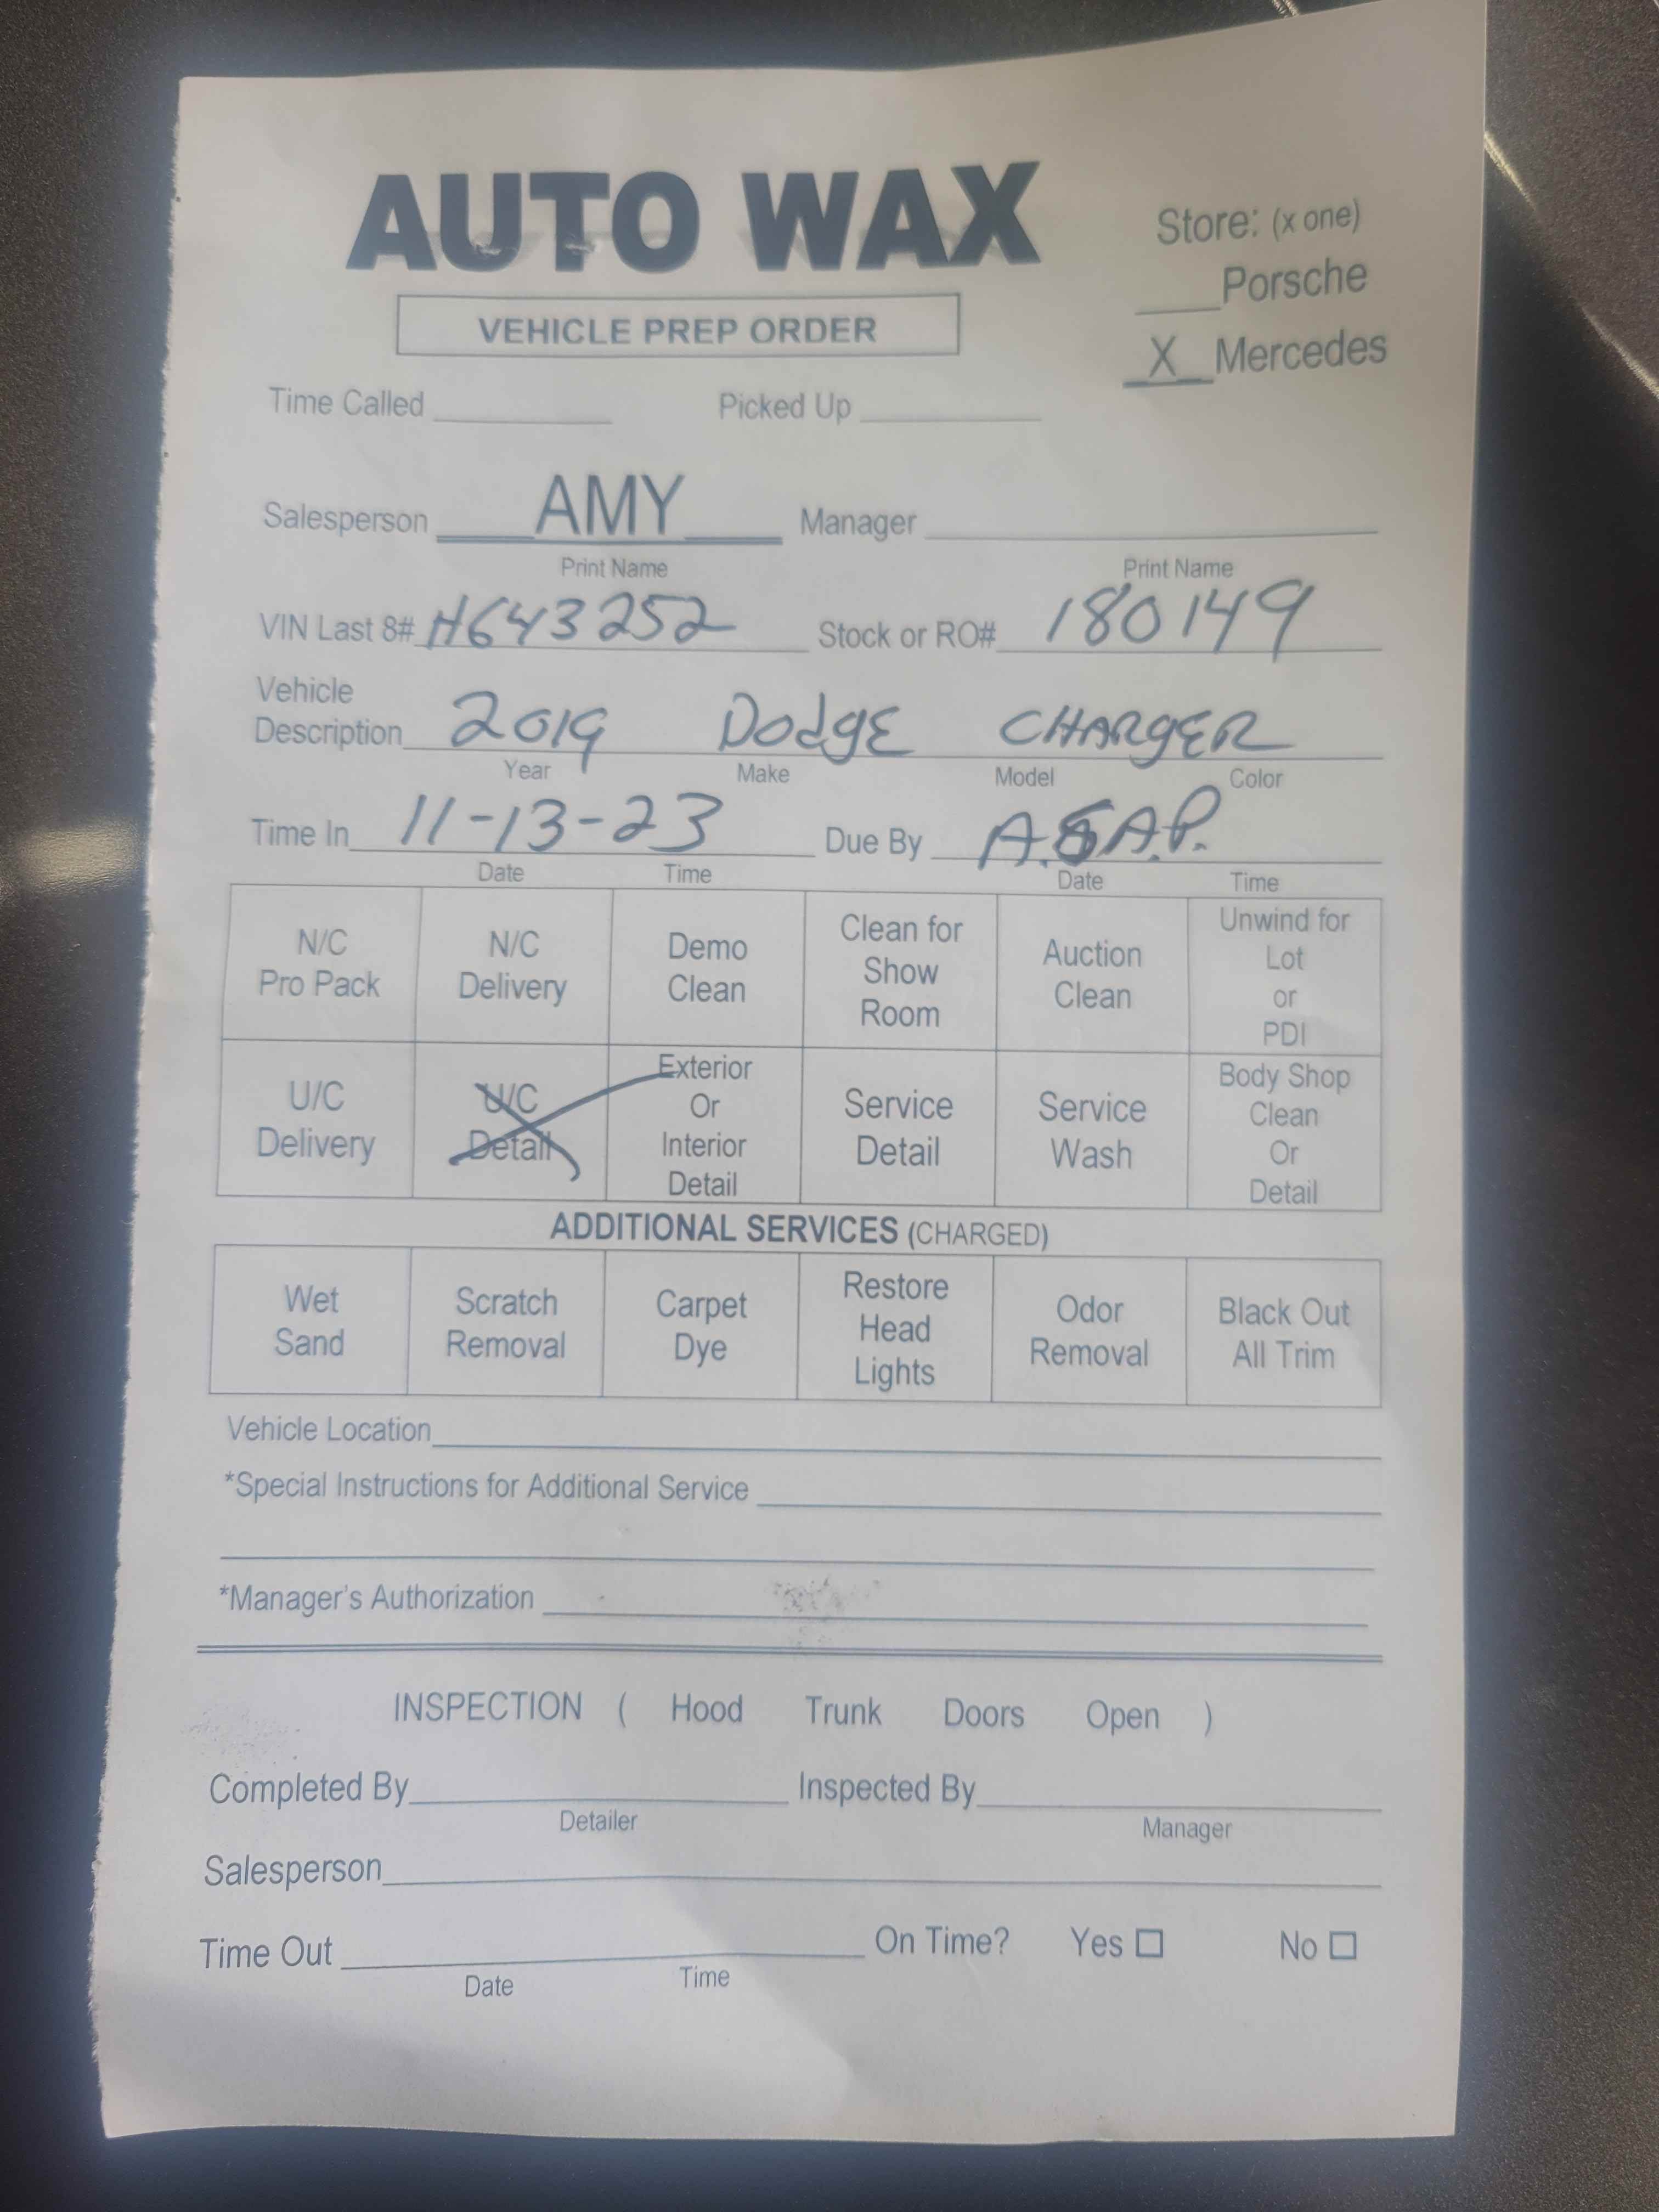 AUTO WAX
Store: (x one)
___Porsche
_X_Mercedes
VEHICLE PREP ORDER
Time Called Picked Up
Salesperson AMY Manager
Print Name Print Name
VIN Last 8# H643252 Stock or RO# 180149
Vehicle
Description 2019 Dodge CHARGER
Year Make Model Color
Time In 11-13-23 Due By A.S.A.P.
Date Time Date Time
N/C Pro Pack
N/C Delivery
Demo Clean
Clean for Show Room
Auction Clean
Unwind for Lot or PDI
U/C Delivery
U/C Detail
Exterior Or Interior Detail
Service Detail
Service Wash
Body Shop Clean Or Detail
ADDITIONAL SERVICES (CHARGED)
Wet Sand
Scratch Removal
Carpet Dye
Restore Head Lights
Odor Removal
Black Out All Trim
Vehicle Location
*Special Instructions for Additional Service
*Manager's Authorization
INSPECTION ( Hood Trunk Doors Open )
Completed By Inspected By
Detailer Manager
Salesperson
Time Out On Time? Yes □ No □
Date Time